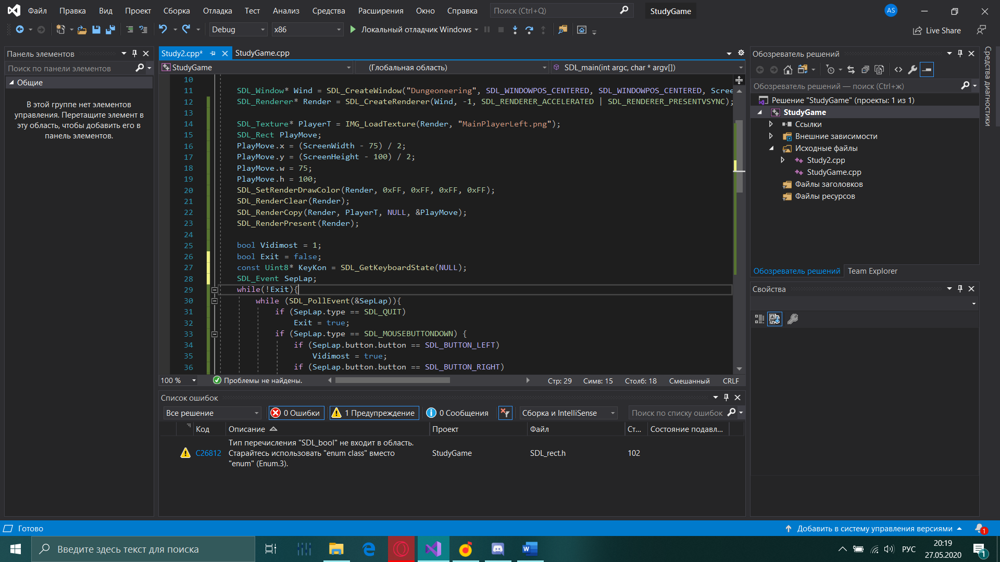 Файл Правка Вид Проект Сборка Отладка Тест Анализ Средства Расширения Окно Справка Поиск (Ctrl+Q) StudyGame AS
Debug x86 Локальный отладчик Windows Live Share
Панель элементов
Поиск по панели элементов
Общие
В этой группе нет элементов
управления. Перетащите элемент в
эту область, чтобы добавить его в
панель элементов.
Study2.cpp* StudyGame.cpp
StudyGame (Глобальная область) SDL_main(int argc, char * argv[])
10
11 SDL_Window* Wind = SDL_CreateWindow("Dungeoneering", SDL_WINDOWPOS_CENTERED, SDL_WINDOWPOS_CENTERED, Scree
12 SDL_Renderer* Render = SDL_CreateRenderer(Wind, -1, SDL_RENDERER_ACCELERATED | SDL_RENDERER_PRESENTVSYNC);
13
14 SDL_Texture* PlayerT = IMG_LoadTexture(Render, "MainPlayerLeft.png");
15 SDL_Rect PlayMove;
16 PlayMove.x = (ScreenWidth - 75) / 2;
17 PlayMove.y = (ScreenHeight - 100) / 2;
18 PlayMove.w = 75;
19 PlayMove.h = 100;
20 SDL_SetRenderDrawColor(Render, 0xFF, 0xFF, 0xFF, 0xFF);
21 SDL_RenderClear(Render);
22 SDL_RenderCopy(Render, PlayerT, NULL, &PlayMove);
23 SDL_RenderPresent(Render);
24
25 bool Vidimost = 1;
26 bool Exit = false;
27 const Uint8* KeyKon = SDL_GetKeyboardState(NULL);
28 SDL_Event SepLap;
29 while(!Exit){
30 while (SDL_PollEvent(&SepLap)){
31 if (SepLap.type == SDL_QUIT)
32 Exit = true;
33 if (SepLap.type == SDL_MOUSEBUTTONDOWN) {
34 if (SepLap.button.button == SDL_BUTTON_LEFT)
35 Vidimost = true;
36 if (SepLap.button.button == SDL_BUTTON_RIGHT)
100 % Проблемы не найдены. Стр: 29 Симв: 15 Столб: 18 Смешанный CRLF
Список ошибок
Все решение 0 Ошибки 1 Предупреждение 0 Сообщения Сборка и IntelliSense Поиск по списку ошибок
Код Описание Проект Файл Ст... Состояние подавл...
C26812 Тип перечисления "SDL_bool" не входит в область. Старайтесь использовать "enum class" вместо "enum" (Enum.3). StudyGame SDL_rect.h 102
Обозреватель решений
Обозреватель решений — поиск (Ctrl+ж)
Решение "StudyGame" (проекты: 1 из 1)
StudyGame
Ссылки
Внешние зависимости
Исходные файлы
Study2.cpp
StudyGame.cpp
Файлы заголовков
Файлы ресурсов
Обозреватель решений Team Explorer
Свойства
Средства диагностики
Готово Добавить в систему управления версиями 1
Введите здесь текст для поиска РУС 20:19
27.05.2020 1